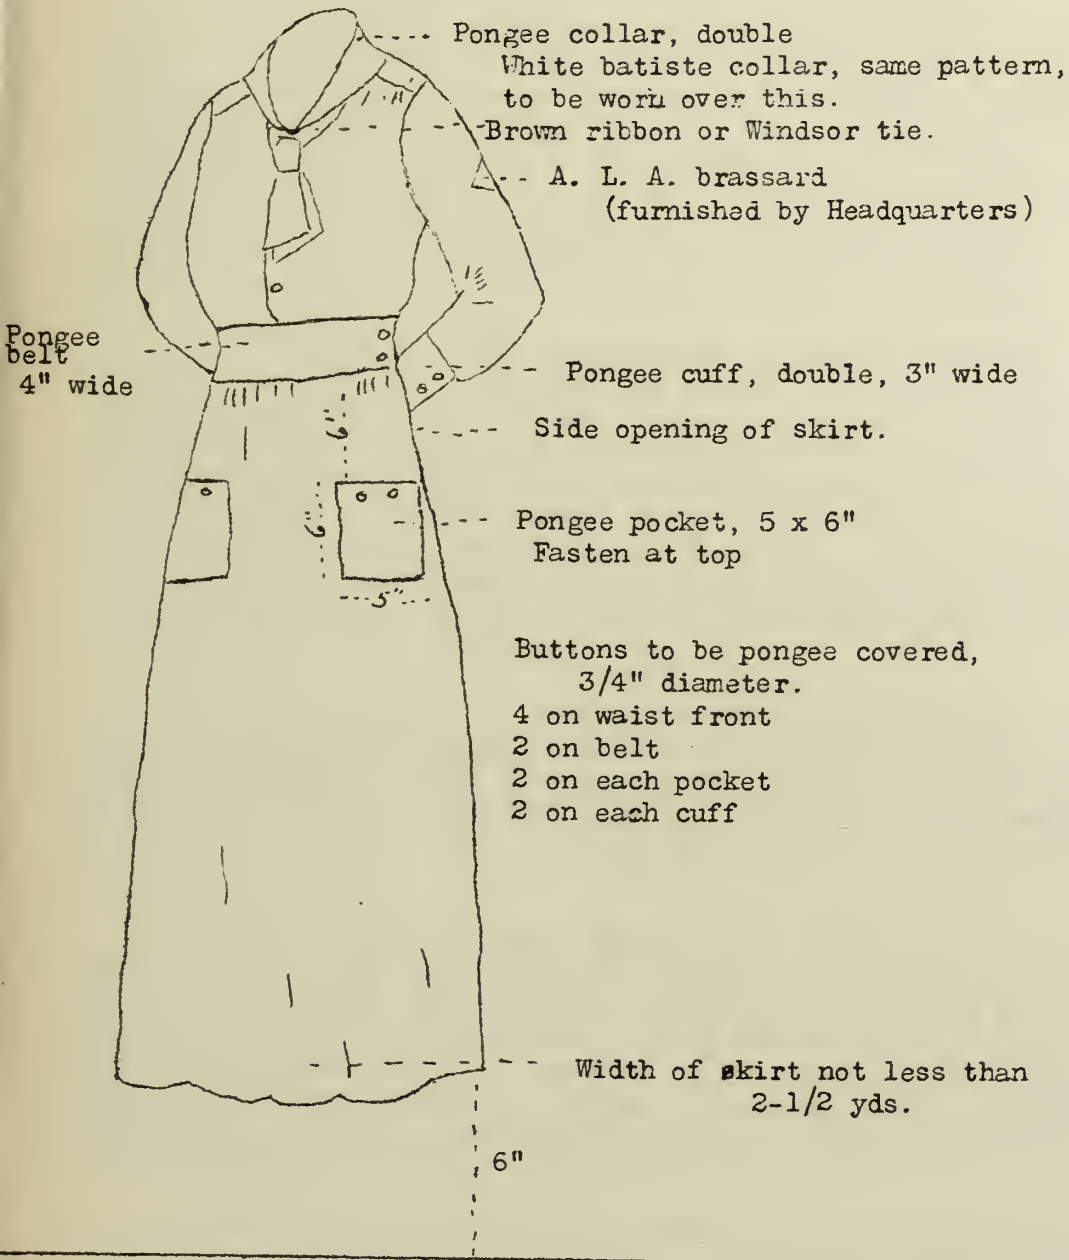 Pongee collar, double
White batiste collar, same pattern,
to be worn over this.
Brown ribbon or Windsor tie.
A. L. A. brassard
(furnished by Headquarters)
Pongee
belt
4" wide
Pongee cuff, double, 3" wide
6"
Side opening of skirt.
6"
Pongee pocket, 5 x 6"
Fasten at top
5"
Buttons to be pongee covered,
3/4" diameter.
4 on waist front
2 on belt
2 on each pocket
2 on each cuff
Width of skirt not less than
2-1/2 yds.
6"